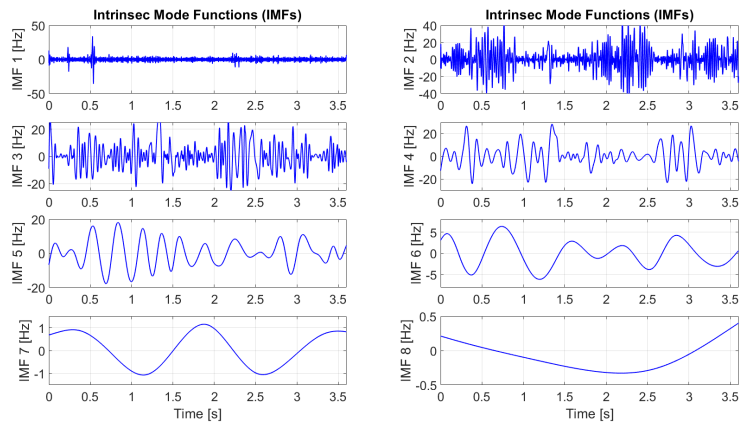 Intrinsec Mode Functions (IMFs)
IMF 1 [Hz]
50
0
-50
0 0.5 1 1.5 2 2.5 3 3.5
Intrinsec Mode Functions (IMFs)
IMF 2 [Hz]
40
20
0
-20
-40
0 0.5 1 1.5 2 2.5 3 3.5
IMF 3 [Hz]
20
0
-20
0 0.5 1 1.5 2 2.5 3 3.5
IMF 4 [Hz]
20
0
-20
0 0.5 1 1.5 2 2.5 3 3.5
IMF 5 [Hz]
20
0
-20
0 0.5 1 1.5 2 2.5 3 3.5
IMF 6 [Hz]
5
0
-5
0 0.5 1 1.5 2 2.5 3 3.5
IMF 7 [Hz]
1
0
-1
0 0.5 1 1.5 2 2.5 3 3.5
Time [s]
IMF 8 [Hz]
0.5
0
-0.5
0 0.5 1 1.5 2 2.5 3 3.5
Time [s]